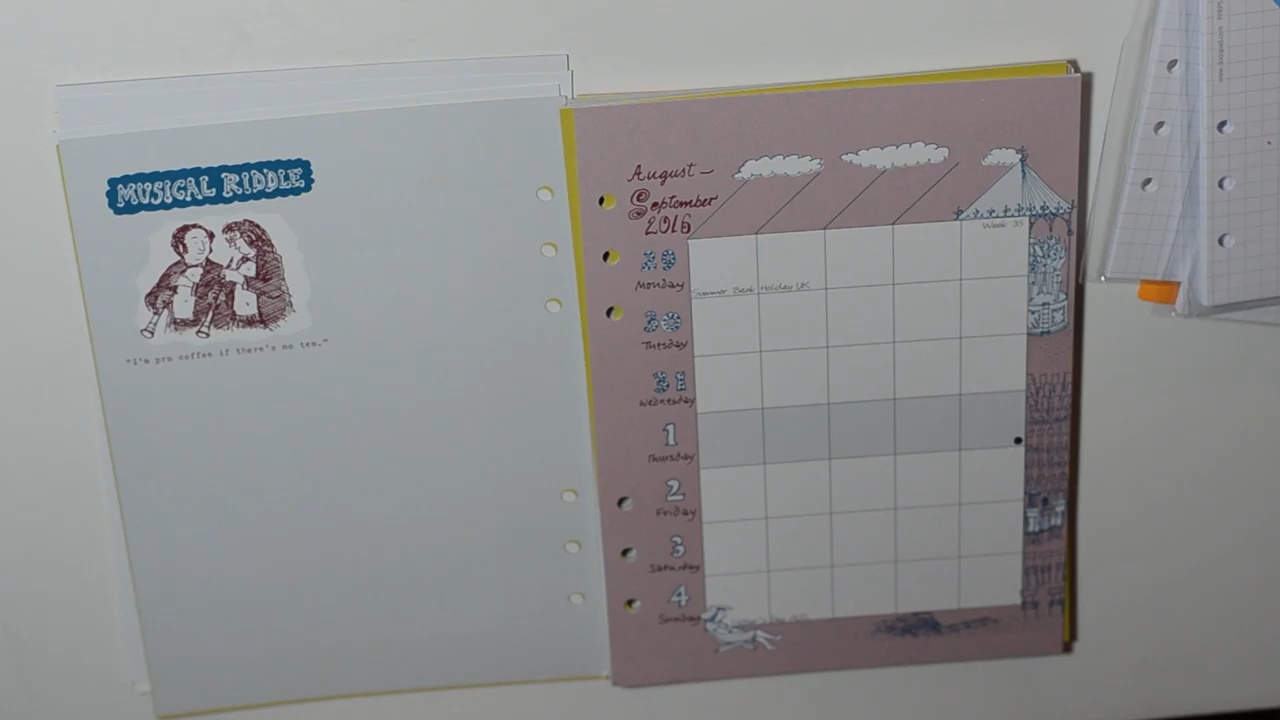 MUSICAL RIDDLE
"I'm pro coffee if there's no tea."
August –
September
2016
Week 35
29
Monday
Summer Bank Holiday UK
30
Tuesday
31
Wednesday
1
Thursday
2
Friday
3
Saturday
4
Sunday